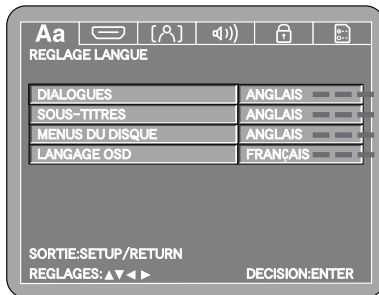 Aa
REGLAGE LANGUE
DIALOGUES ANGLAIS
SOUS-TITRES ANGLAIS
MENUS DU DISQUE ANGLAIS
LANGAGE OSD FRANÇAIS
SORTIE:SETUP/RETURN
REGLAGES:▲▼◄ ► DECISION:ENTER